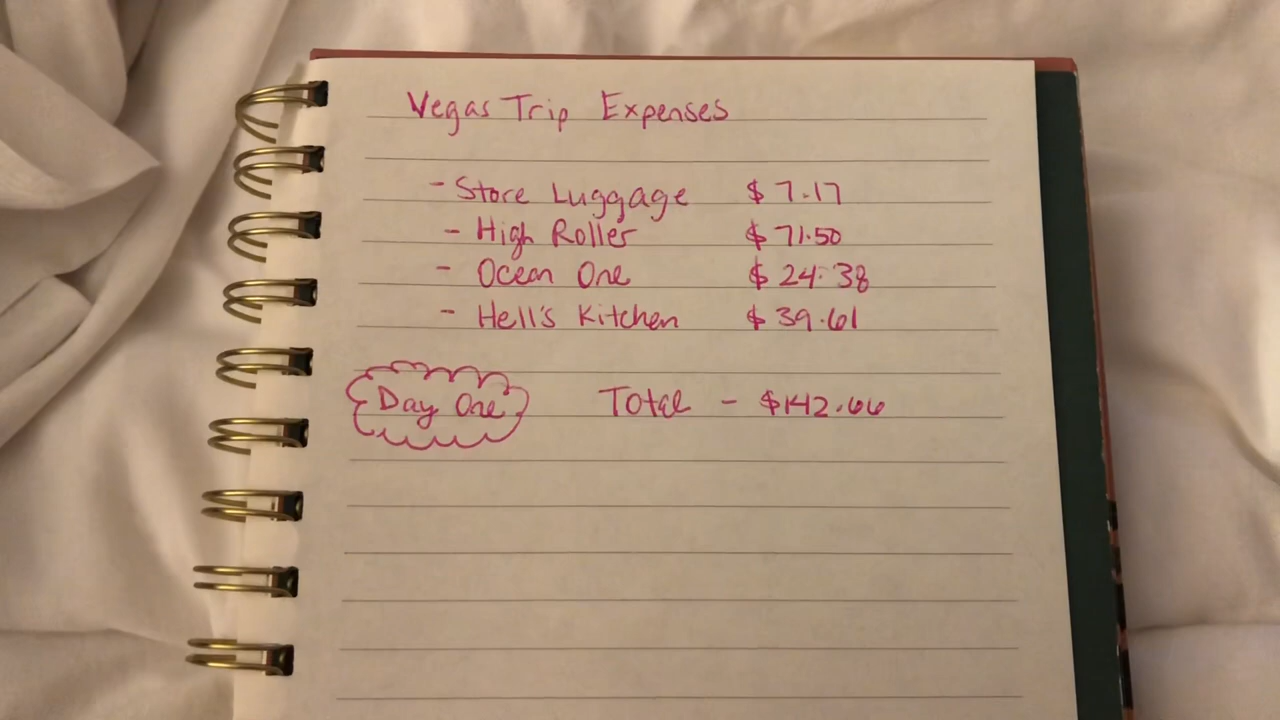 Vegas Trip Expenses
- Store Luggage $ 7.17
- High Roller $ 71.50
- Ocean One $ 24.38
- Hell's Kitchen $ 39.61
Day One Total - $142.66